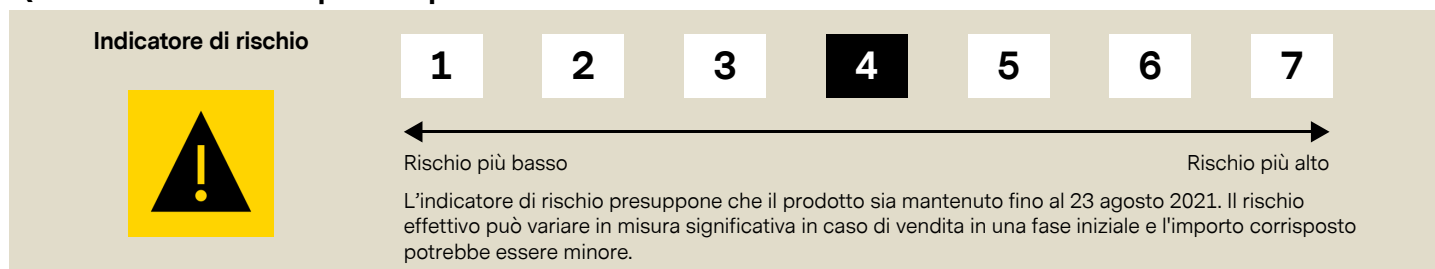 Indicatore di rischio
1 2 3 4 5 6 7
Rischio più basso Rischio più alto
L'indicatore di rischio presuppone che il prodotto sia mantenuto fino al 23 agosto 2021. Il rischio
effettivo può variare in misura significativa in caso di vendita in una fase iniziale e l'importo corrisposto
potrebbe essere minore.